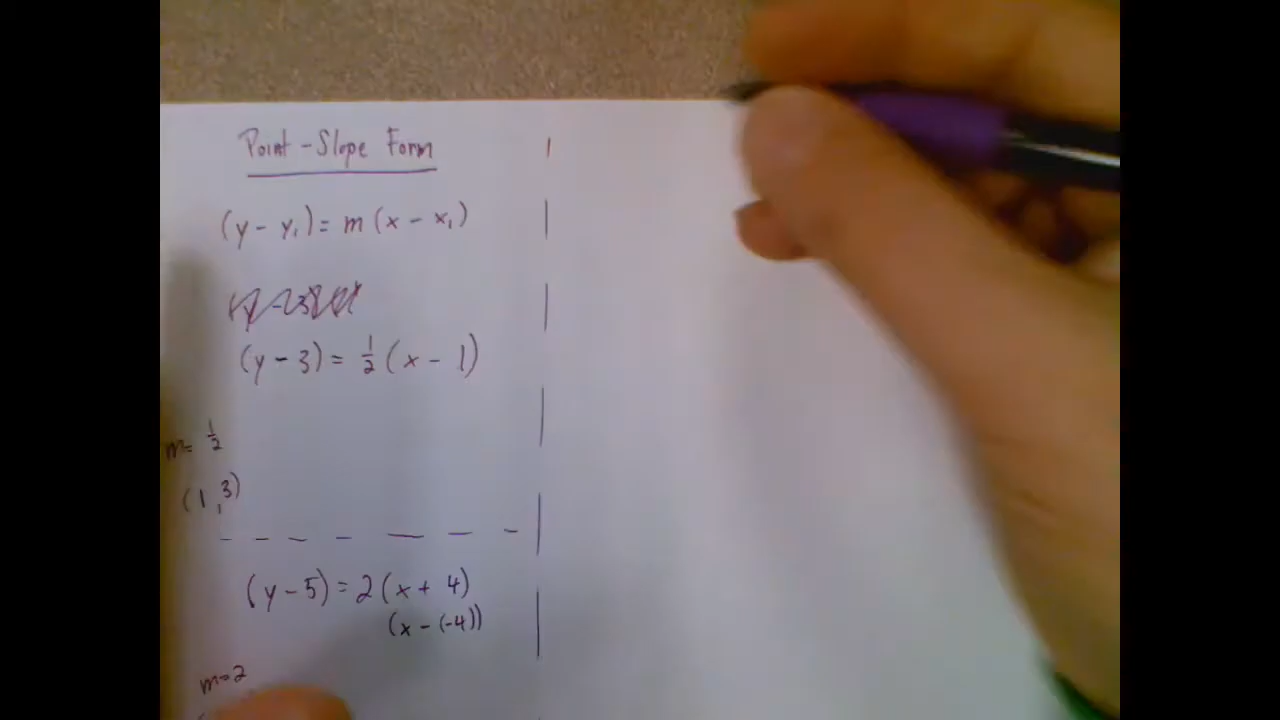 Point-Slope Form
(y - y₁) = m (x - x₁)
(y - 3) = ½ (x - 1)
m = ½
(1, 3)
(y - 5) = 2 (x + 4)
(x - (-4))
m=2